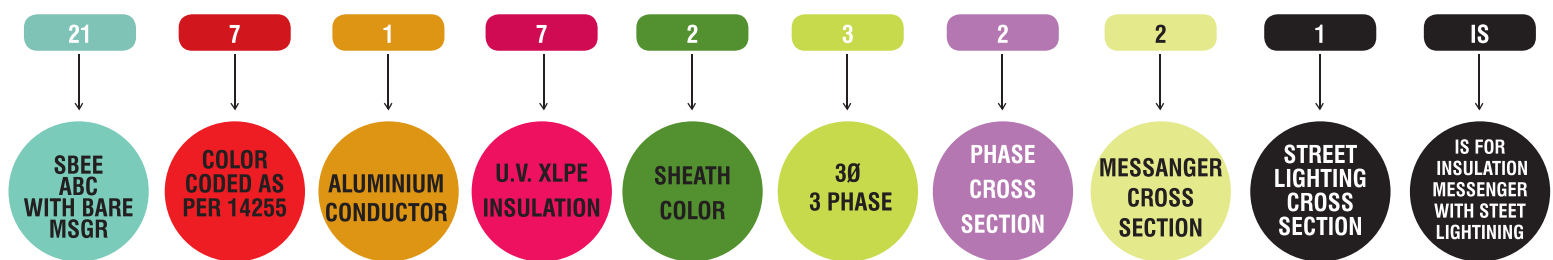 21 7 1 7 2 3 2 2 1 IS
SBEE
ABC
WITH BARE
MSGR
COLOR
CODED AS
PER 14255
ALUMINIUM
CONDUCTOR
U.V. XLPE
INSULATION
SHEATH
COLOR
3Ø
3 PHASE
PHASE
CROSS
SECTION
MESSANGER
CROSS
SECTION
STREET
LIGHTING
CROSS
SECTION
IS FOR
INSULATION
MESSENGER
WITH STEET
LIGHTINING